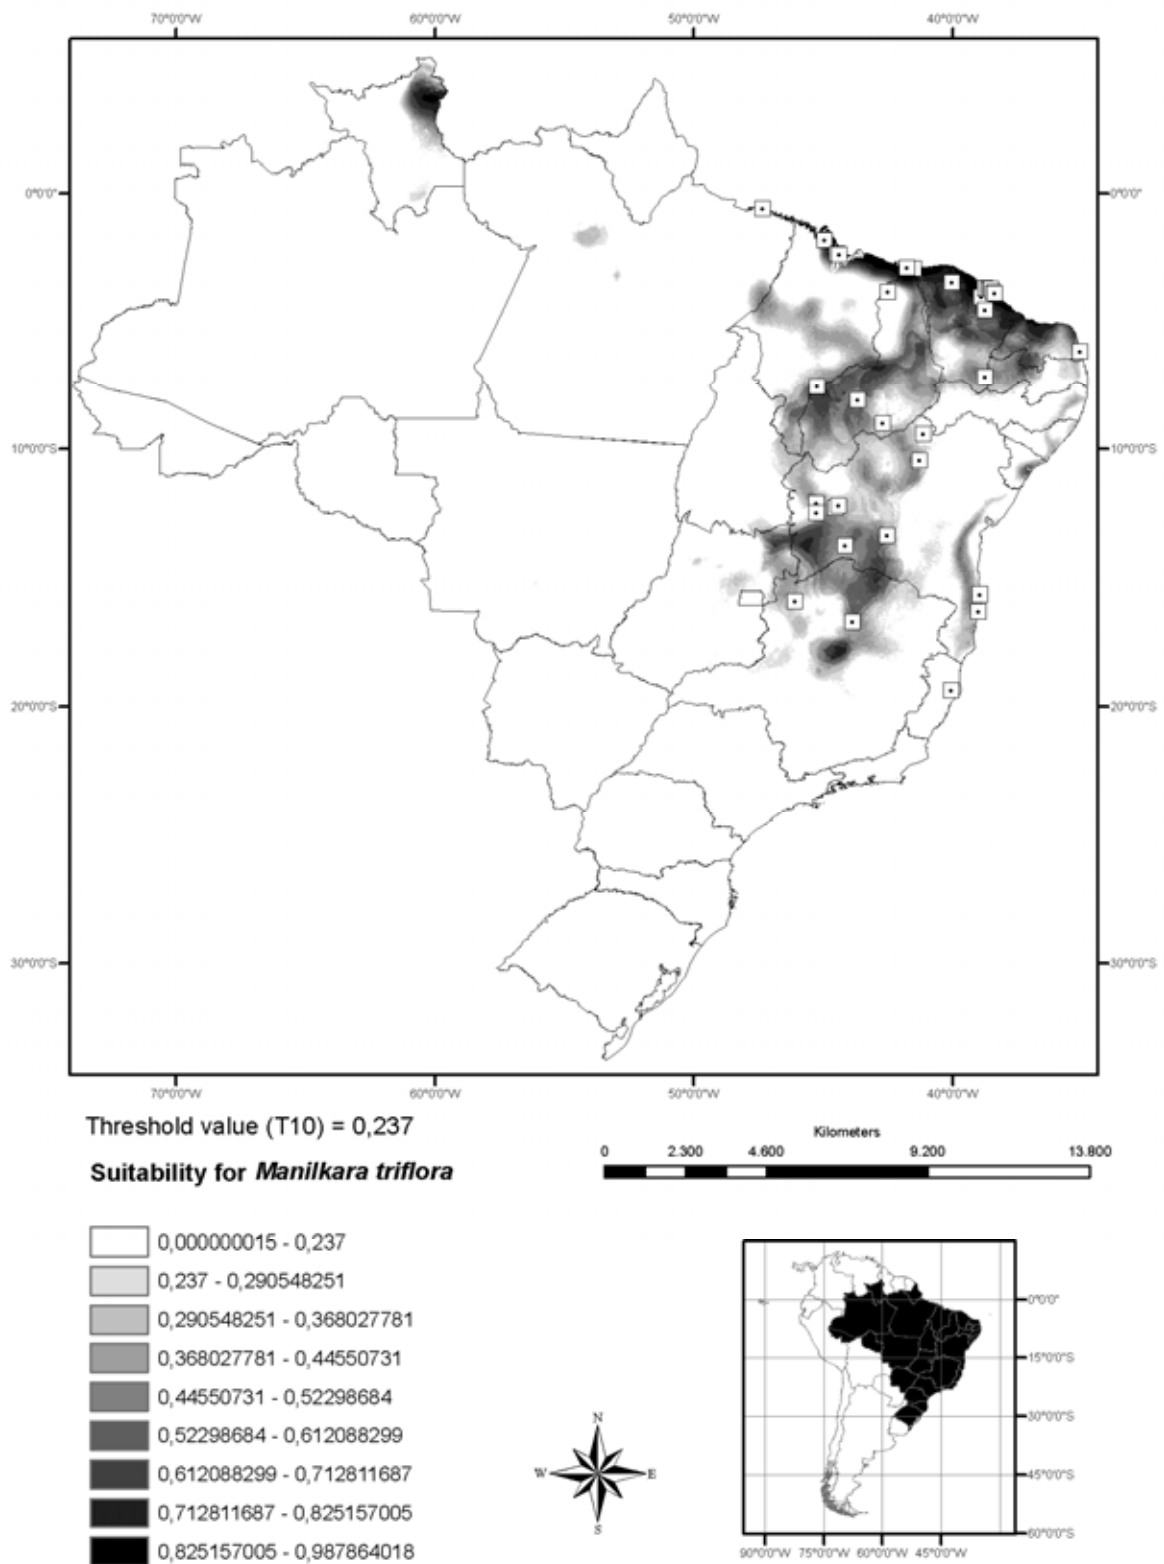 70°0'0"W 60°0'0"W 50°0'0"W 40°0'0"W
0°0'0" 0°0'0"
10°0'0"S 10°0'0"S
20°0'0"S 20°0'0"S
30°0'0"S 30°0'0"S
70°0'0"W 60°0'0"W 50°0'0"W 40°0'0"W
Threshold value (T10) = 0,237
Suitability for Manilkara triflora
Kilometers
0 2.300 4.600 9.200 13.800
0,000000015 - 0,237
0,237 - 0,290548251
0,290548251 - 0,368027781
0,368027781 - 0,44550731
0,44550731 - 0,52298684
0,52298684 - 0,612088299
0,612088299 - 0,712811687
0,712811687 - 0,825157005
0,825157005 - 0,987864018
N
W E
S
0°0'0"
15°0'0"S
30°0'0"S
45°0'0"S
60°0'0"S
90°0'0"W 75°0'0"W 60°0'0"W 45°0'0"W